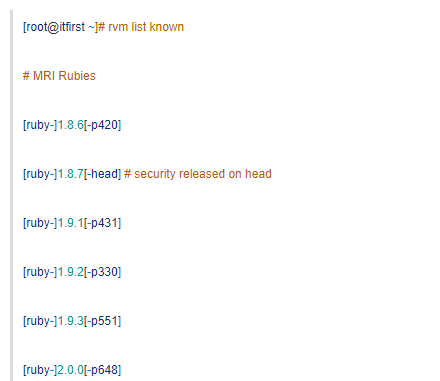 [root@itfirst ~]# rvm list known
# MRI Rubies
[ruby-]1.8.6[-p420]
[ruby-]1.8.7[-head] # security released on head
[ruby-]1.9.1[-p431]
[ruby-]1.9.2[-p330]
[ruby-]1.9.3[-p551]
[ruby-]2.0.0[-p648]